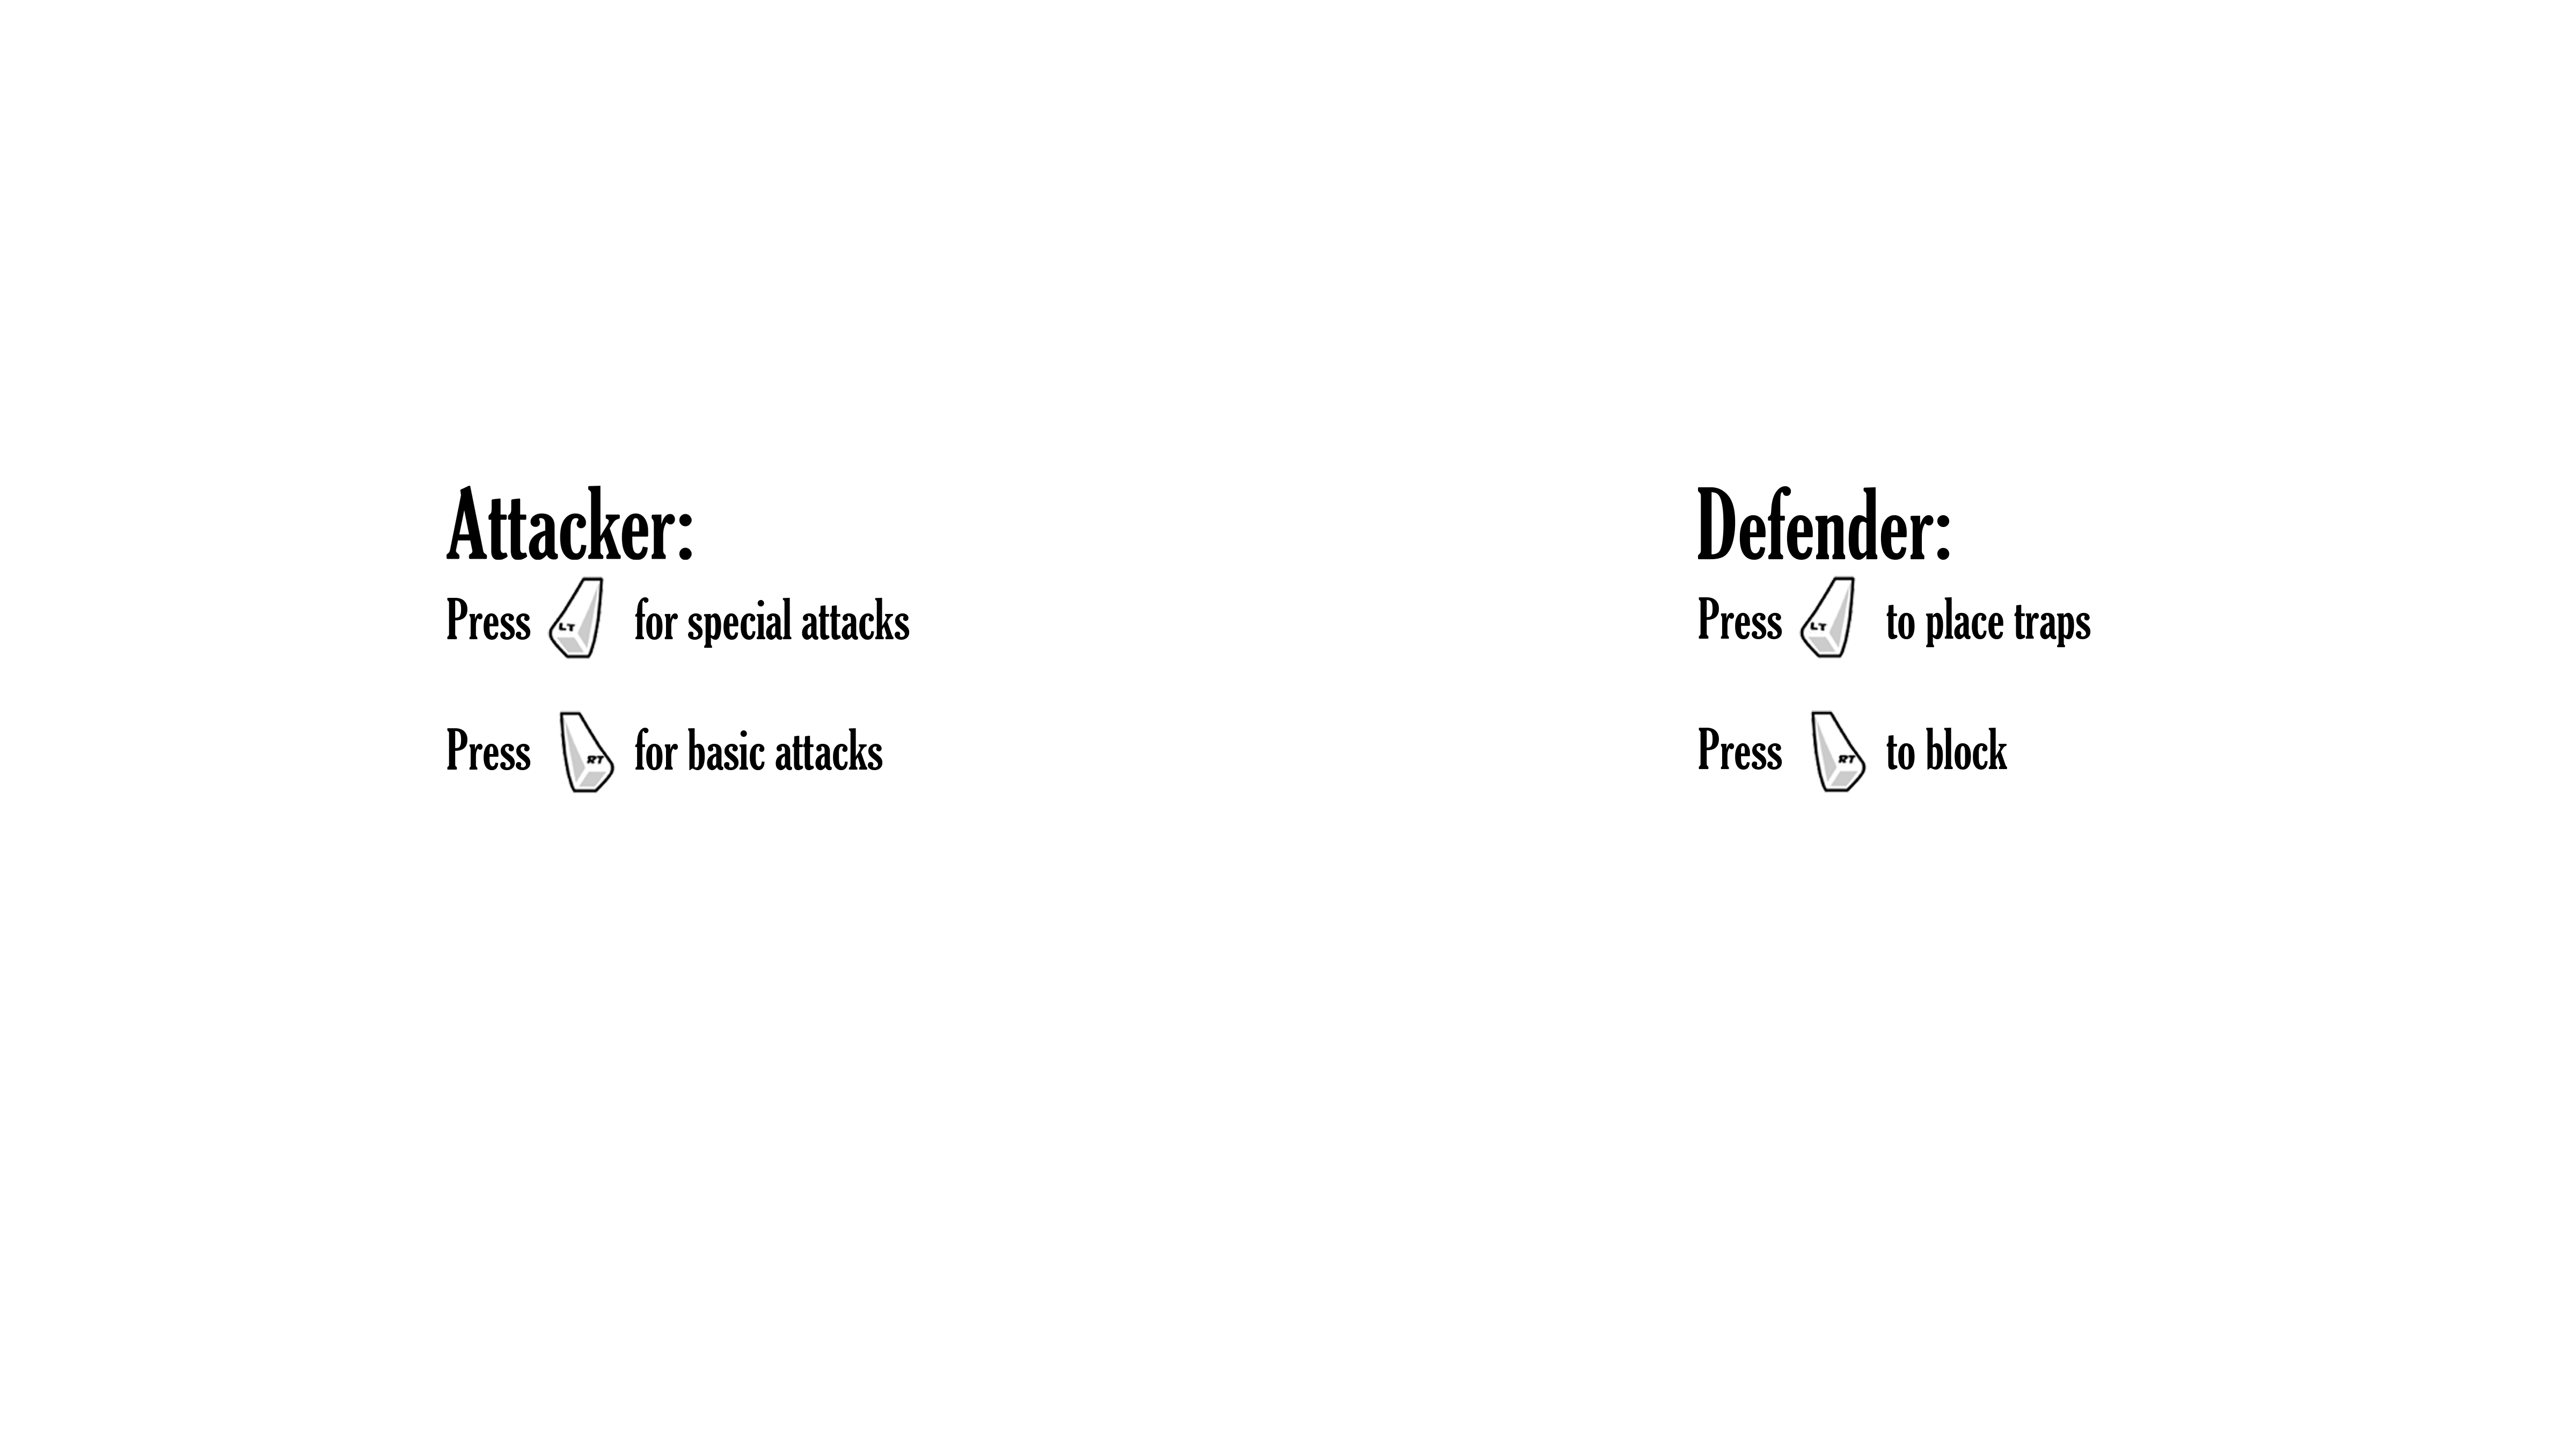 Attacker:
Press LT for special attacks
Press RT for basic attacks
Defender:
Press LT to place traps
Press RT to block